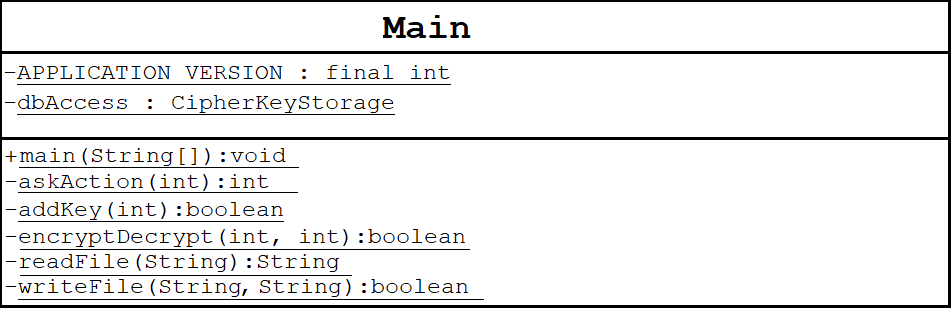 Main
-APPLICATION VERSION : final int
-dbAccess : CipherKeyStorage
+main(String[]):void
-askAction(int):int
-addKey(int):boolean
-encryptDecrypt(int, int):boolean
-readFile(String):String
-writeFile(String, String):boolean